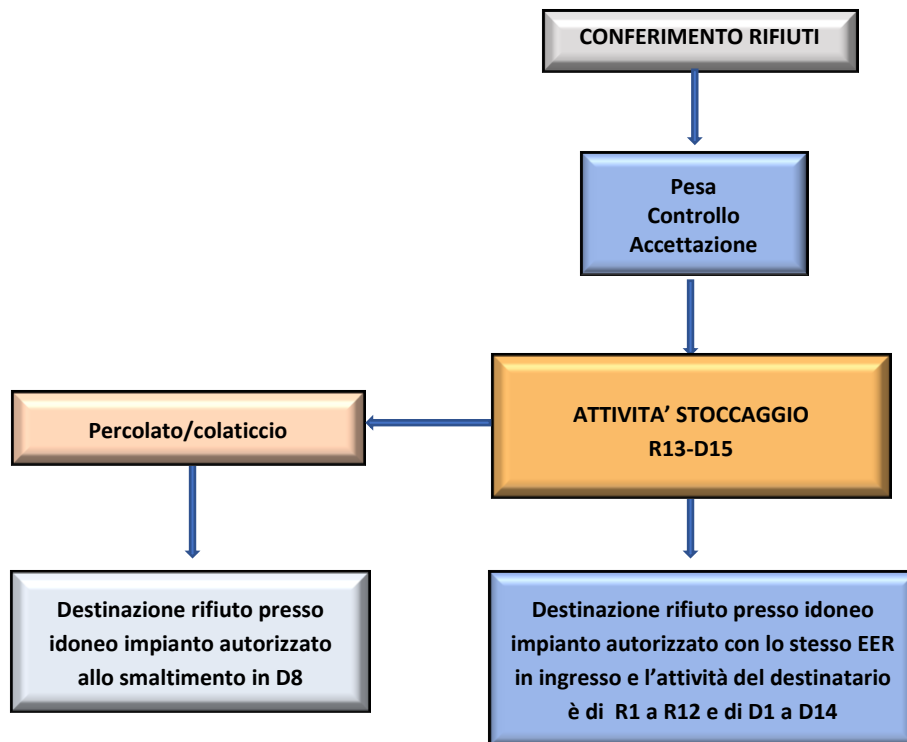 CONFERIMENTO RIFIUTI
Pesa
Controllo
Accettazione
ATTIVITA’ STOCCAGGIO
R13-D15
Percolato/colaticcio
Destinazione rifiuto presso
idoneo impianto autorizzato
allo smaltimento in D8
Destinazione rifiuto presso idoneo
impianto autorizzato con lo stesso EER
in ingresso e l’attività del destinatario
è di R1 a R12 e di D1 a D14